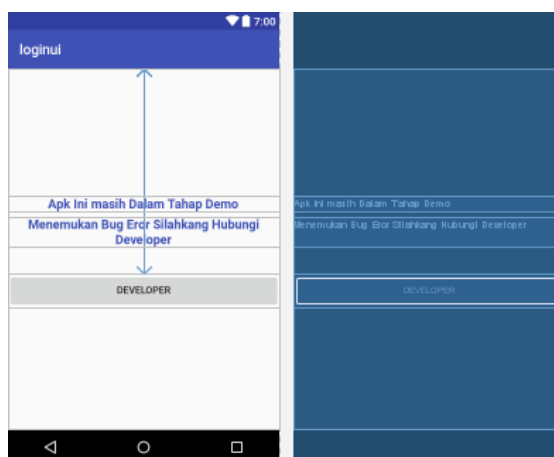 7:00
loginui
Apk Ini masih Dalam Tahap Demo
Menemukan Bug Eror Silahkang Hubungi
Developer
DEVELOPER
Apk Ini masih Dalam Tahap Demo
Menemukan Bug Eror Silahkang Hubungi Developer
DEVELOPER